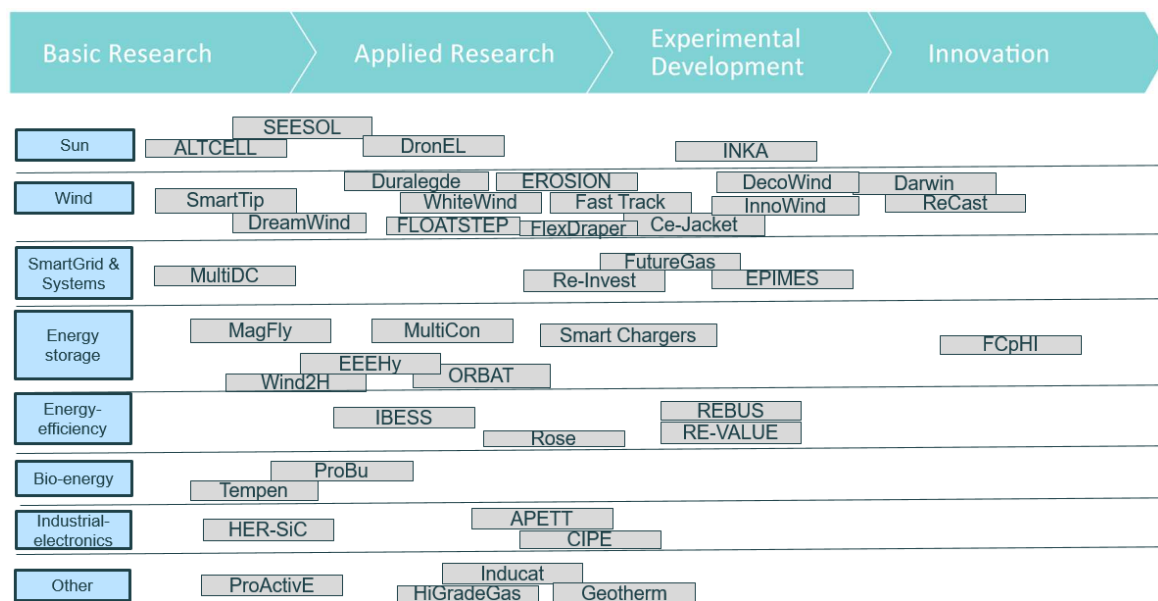 Basic Research
Applied Research
Experimental
Development
Innovation
Sun
SEESOL
ALTCELL
DronEL
INKA
Wind
Duralegde
EROSION
DecoWind
Darwin
SmartTip
WhiteWind
Fast Track
InnoWind
ReCast
DreamWind
FLOATSTEP
FlexDraper
Ce-Jacket
SmartGrid &
Systems
FutureGas
MultiDC
Re-Invest
EPIMES
Energy
storage
MagFly
MultiCon
Smart Chargers
FCpHI
EEEHy
Wind2H
ORBAT
Energy-
efficiency
IBESS
REBUS
Rose
RE-VALUE
Bio-energy
ProBu
Tempen
Industrial-
electronics
HER-SiC
APETT
CIPE
Other
ProActivE
Inducat
HiGradeGas
Geotherm